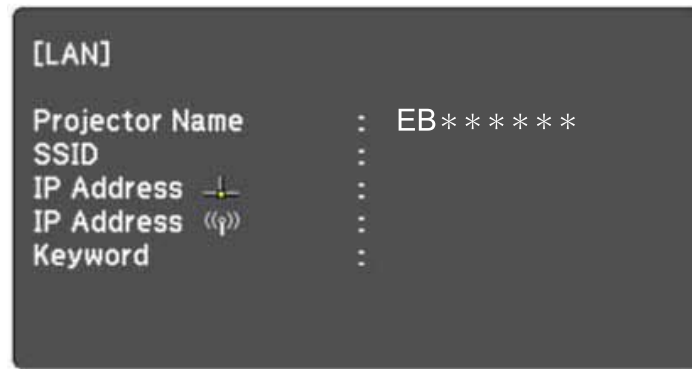 [LAN]
Projector Name : EB******
SSID :
IP Address :
IP Address :
Keyword :